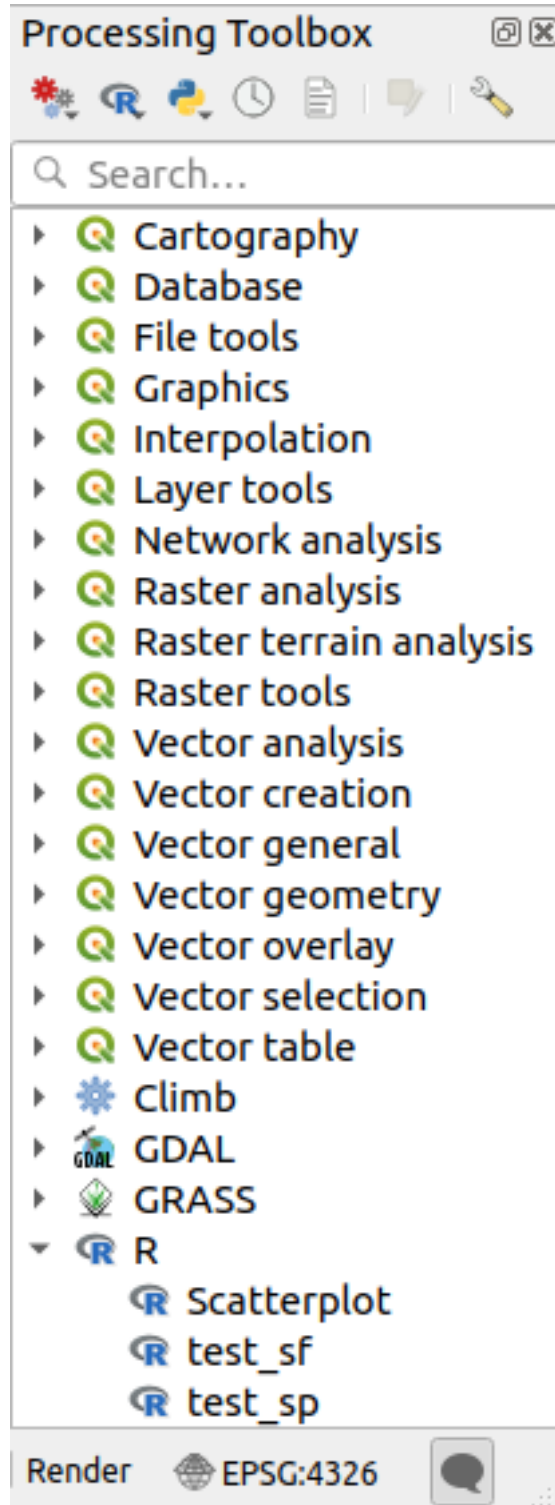 Processing Toolbox
R
Search...
Cartography
Database
File tools
Graphics
Interpolation
Layer tools
Network analysis
Raster analysis
Raster terrain analysis
Raster tools
Vector analysis
Vector creation
Vector general
Vector geometry
Vector overlay
Vector selection
Vector table
Climb
GDAL GDAL
GRASS
R R
R Scatterplot
R test_sf
R test_sp
Render EPSG:4326